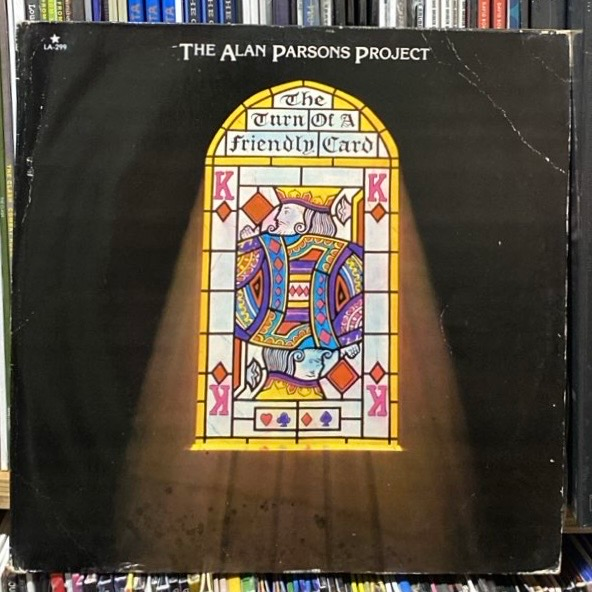 LA-299
THE ALAN PARSONS PROJECT
The
Turn Of A
Friendly Card
K K
K K